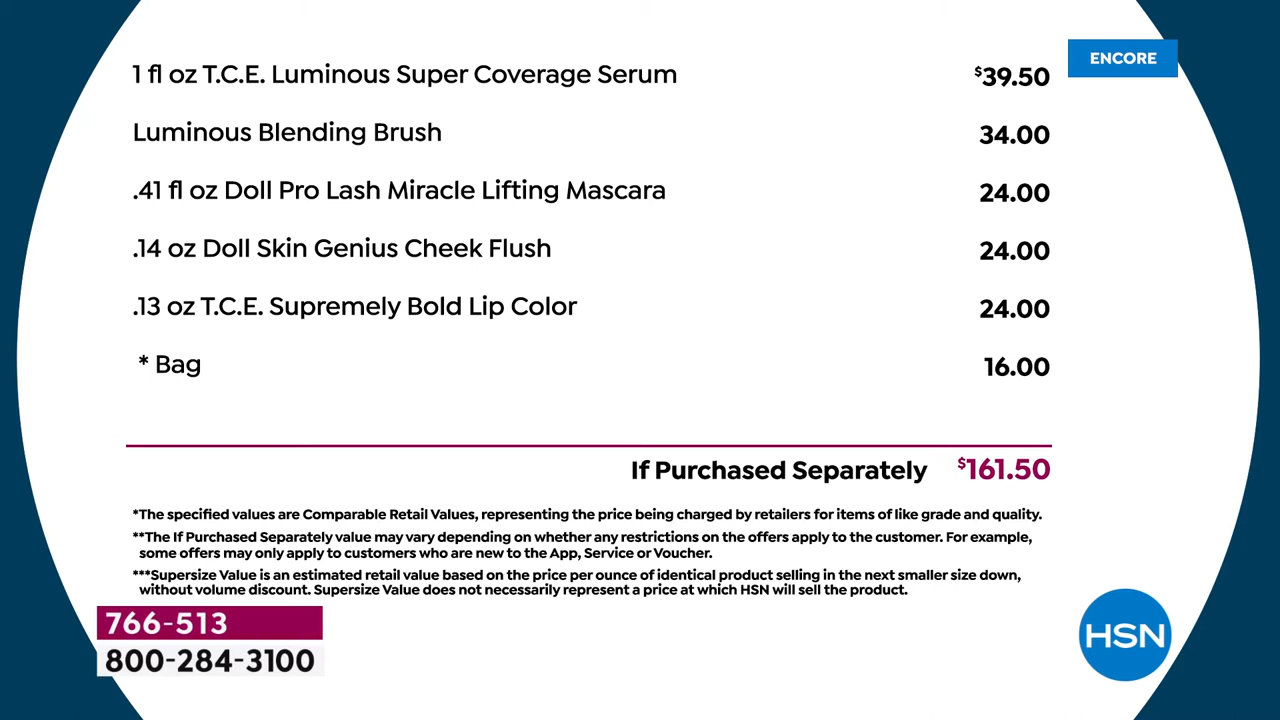 ENCORE
1 fl oz T.C.E. Luminous Super Coverage Serum $39.50
Luminous Blending Brush 34.00
.41 fl oz Doll Pro Lash Miracle Lifting Mascara 24.00
.14 oz Doll Skin Genius Cheek Flush 24.00
.13 oz T.C.E. Supremely Bold Lip Color 24.00
* Bag 16.00
If Purchased Separately $161.50
*The specified values are Comparable Retail Values, representing the price being charged by retailers for items of like grade and quality.
**The If Purchased Separately value may vary depending on whether any restrictions on the offers apply to the customer. For example,
some offers may only apply to customers who are new to the App, Service or Voucher.
***Supersize Value is an estimated retail value based on the price per ounce of identical product selling in the next smaller size down,
without volume discount. Supersize Value does not necessarily represent a price at which HSN will sell the product.
766-513
800-284-3100
HSN